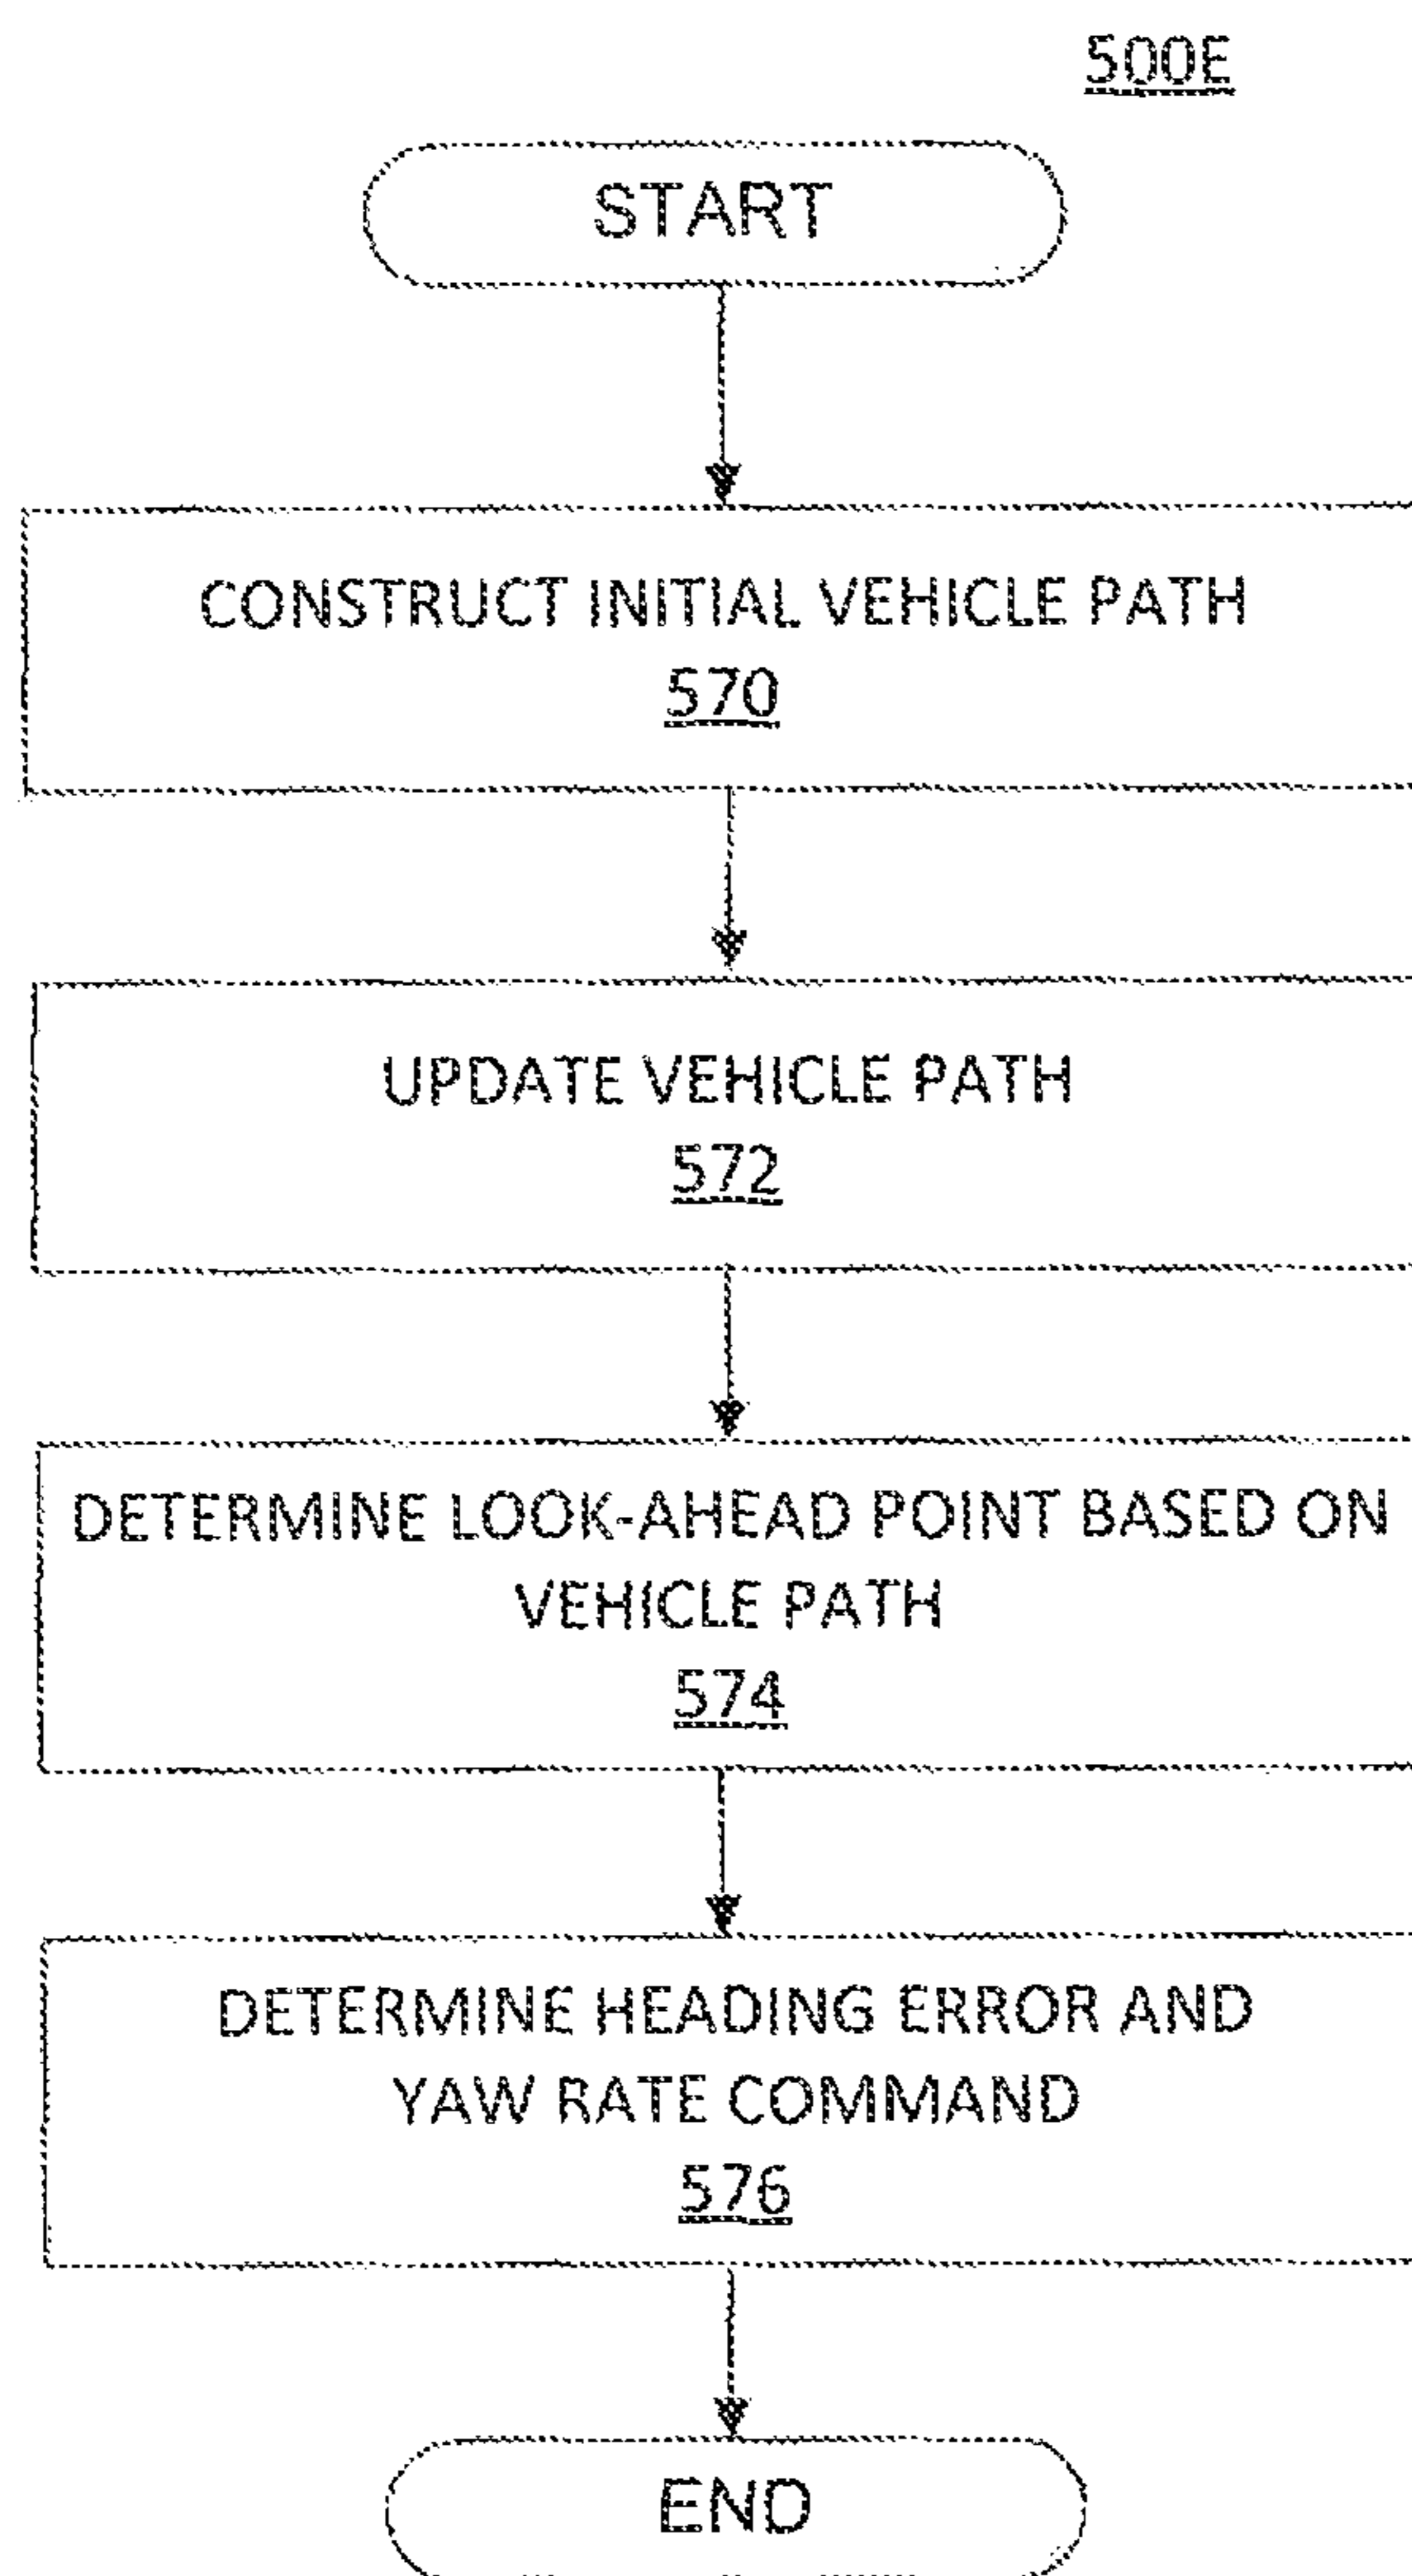 500E
START
CONSTRUCT INITIAL VEHICLE PATH
570
UPDATE VEHICLE PATH
572
DETERMINE LOOK-AHEAD POINT BASED ON
VEHICLE PATH
574
DETERMINE HEADING ERROR AND
YAW RATE COMMAND
576
END